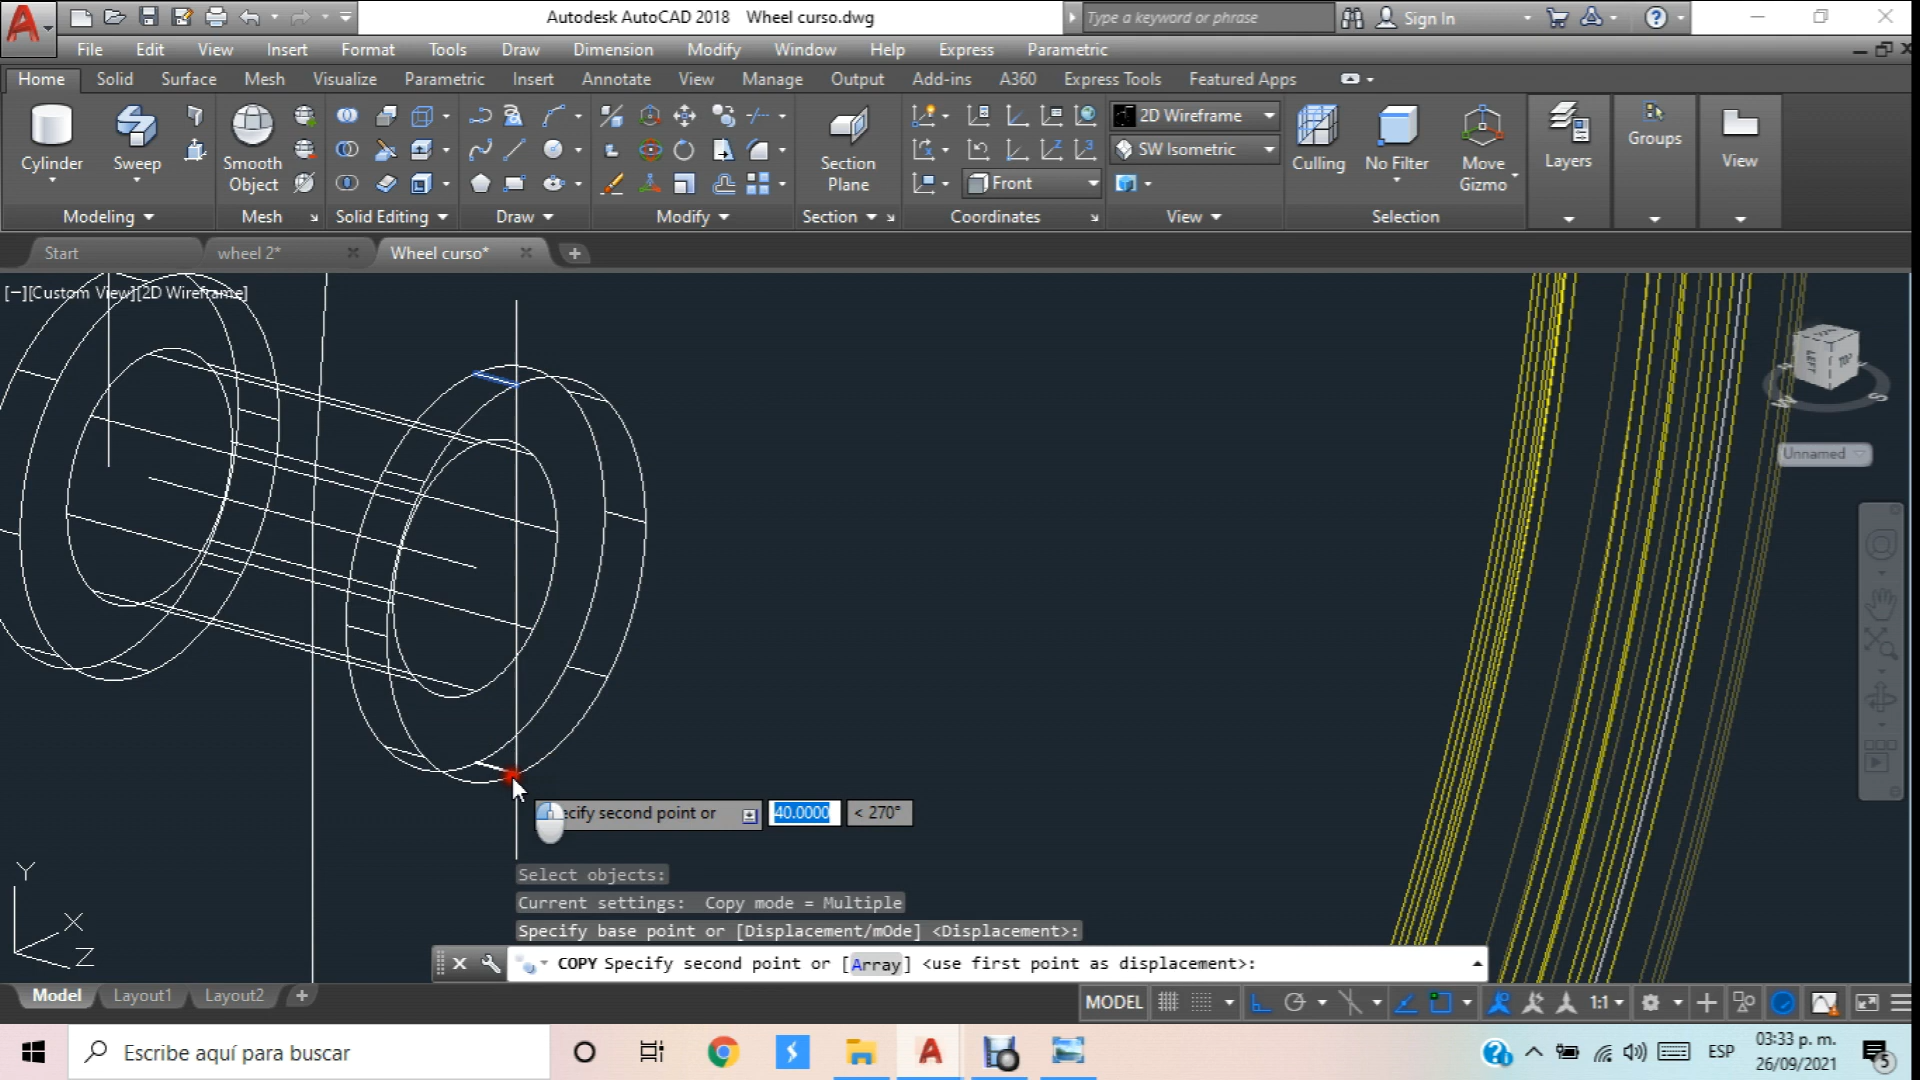 Autodesk AutoCAD 2018 Wheel curso.dwg
Type a keyword or phrase
Sign In
File Edit View Insert Format Tools Draw Dimension Modify Window Help Express Parametric
Home Solid Surface Mesh Visualize Parametric Insert Annotate View Manage Output Add-ins A360 Express Tools Featured Apps
2D Wireframe
SW Isometric
Cylinder Sweep Smooth Object
Section Plane
Front
Culling No Filter Move Gizmo
Layers Groups View
Modeling Mesh Solid Editing Draw Modify Section Coordinates View Selection
Start wheel 2* Wheel curso*
[−][Custom View][2D Wireframe]
LEFT TOP
W S
Unnamed
ecify second point or 40.0000 < 270°
Select objects:
Current settings: Copy mode = Multiple
Specify base point or [Displacement/mOde] <Displacement>:
COPY Specify second point or [Array] <use first point as displacement>:
Y
X
Z
Model Layout1 Layout2
MODEL 1:1
Escribe aquí para buscar
ESP
03:33 p. m.
26/09/2021
5